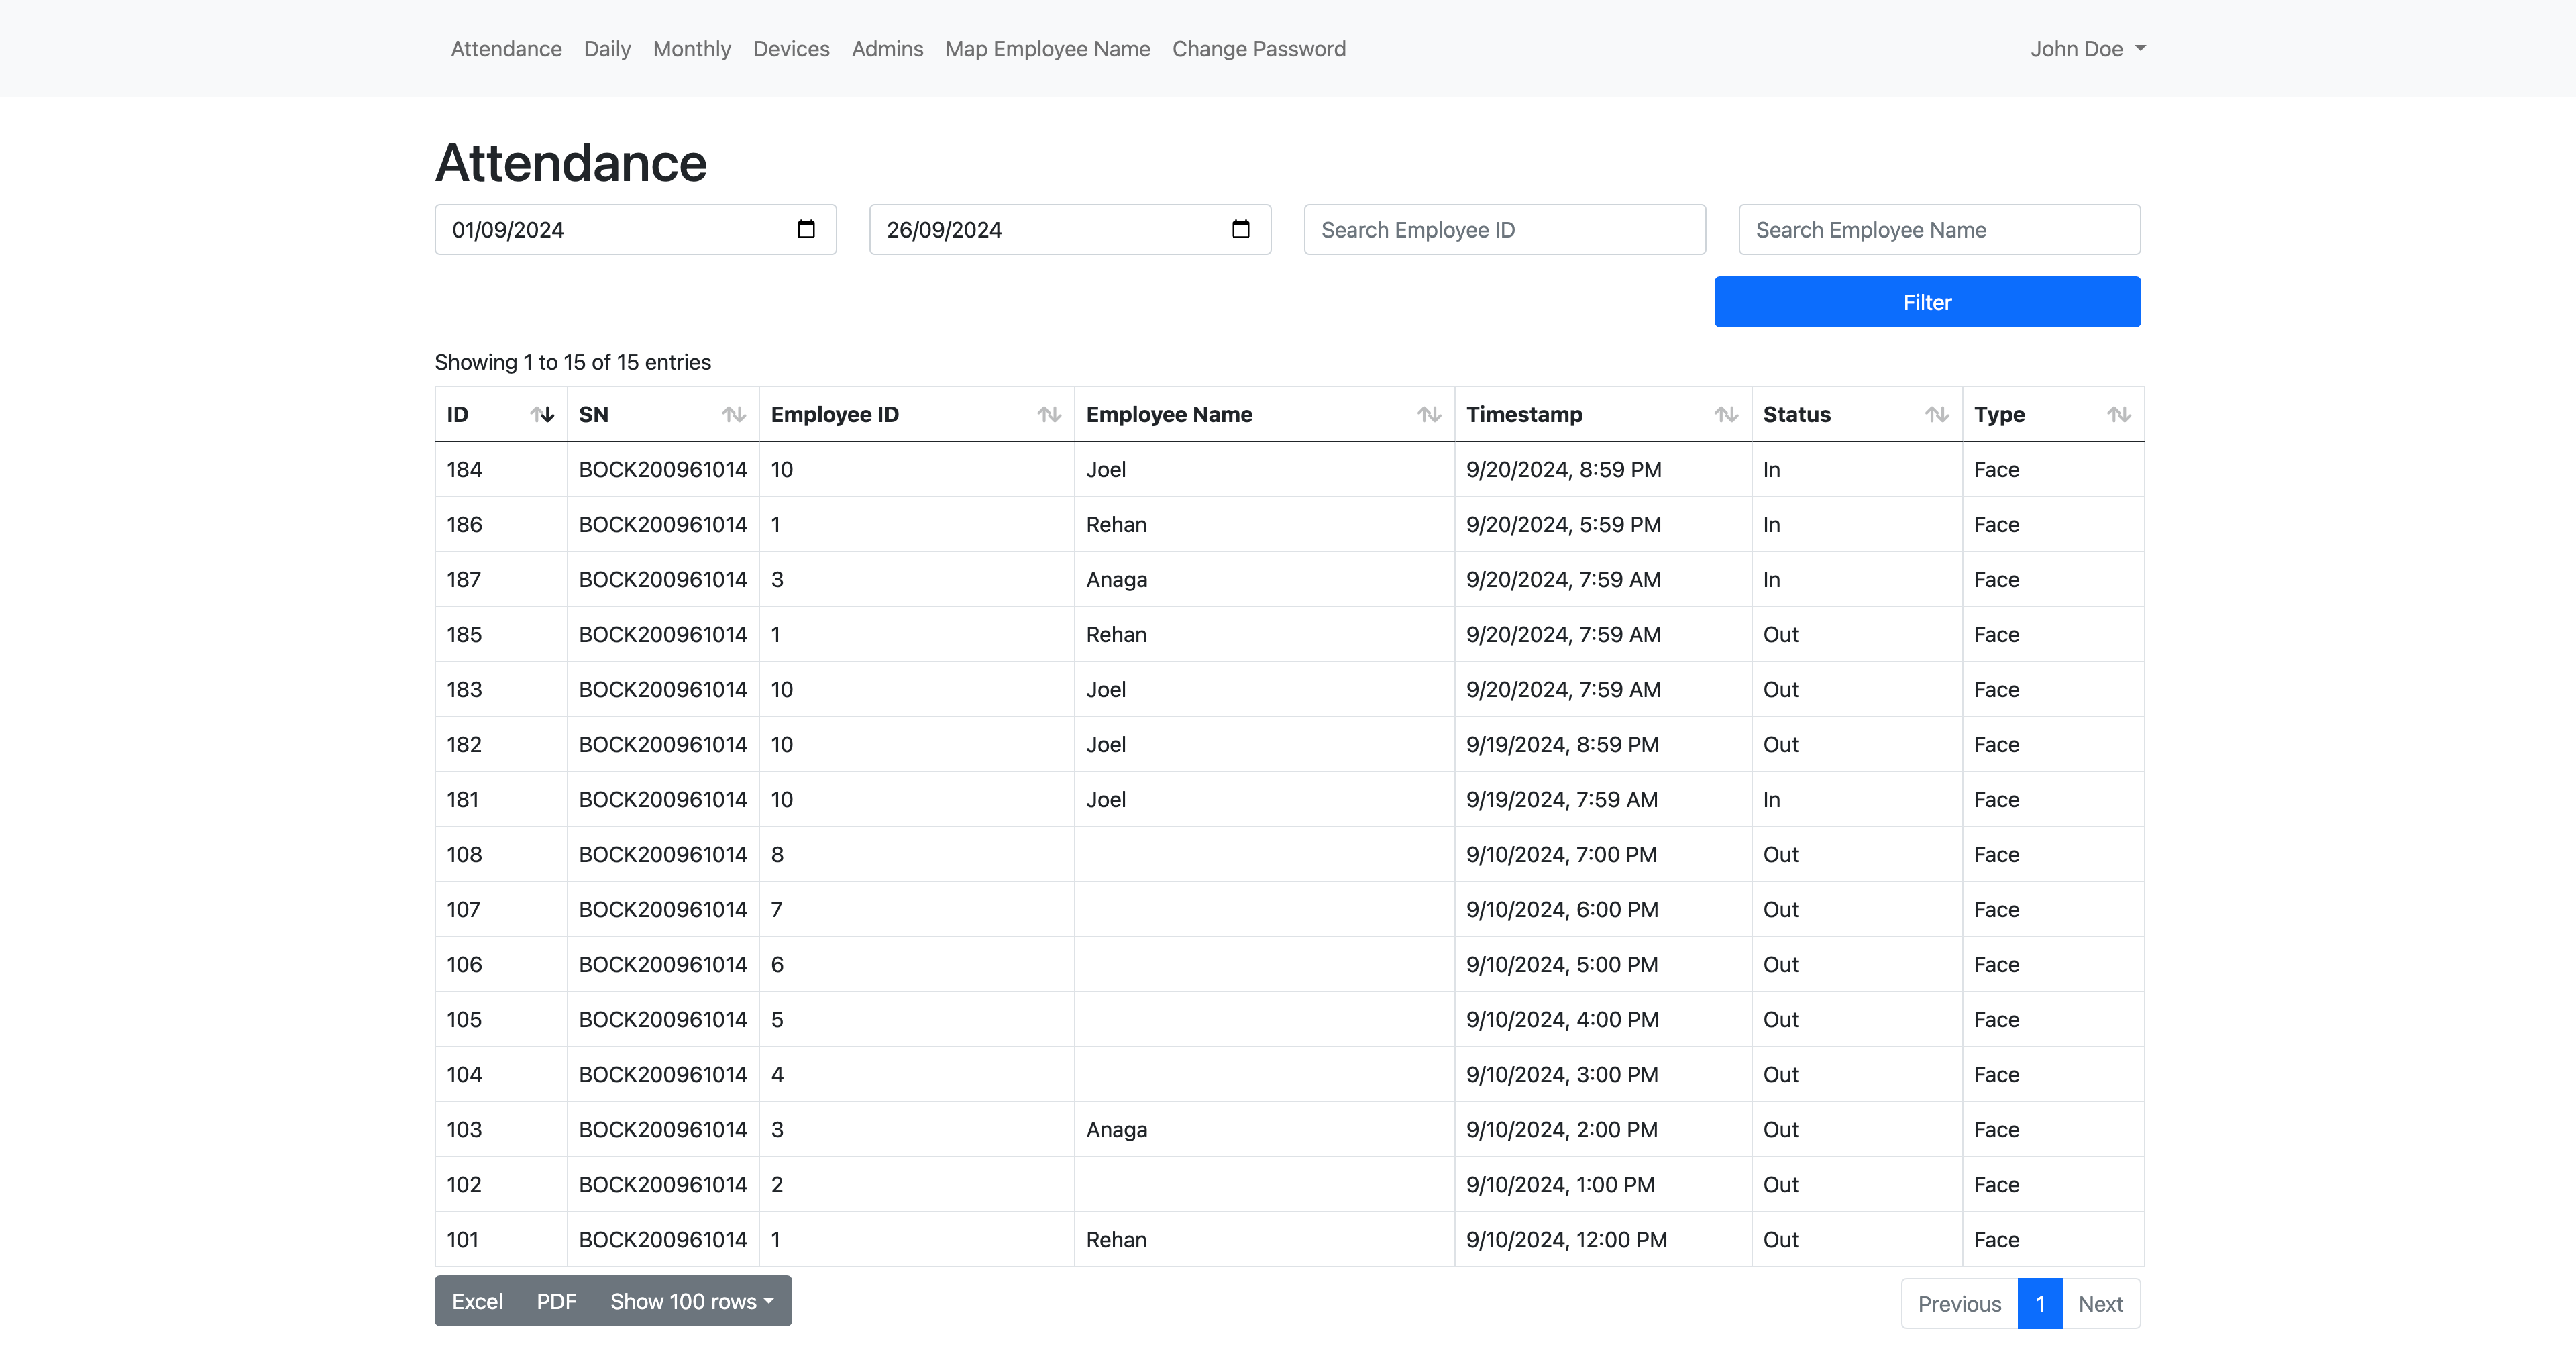 Attendance Daily Monthly Devices Admins Map Employee Name Change Password John Doe
Attendance
01/09/2024 26/09/2024 Search Employee ID Search Employee Name
Filter
Showing 1 to 15 of 15 entries
ID SN Employee ID Employee Name Timestamp Status Type
184 BOCK200961014 10 Joel 9/20/2024, 8:59 PM In Face
186 BOCK200961014 1 Rehan 9/20/2024, 5:59 PM In Face
187 BOCK200961014 3 Anaga 9/20/2024, 7:59 AM In Face
185 BOCK200961014 1 Rehan 9/20/2024, 7:59 AM Out Face
183 BOCK200961014 10 Joel 9/20/2024, 7:59 AM Out Face
182 BOCK200961014 10 Joel 9/19/2024, 8:59 PM Out Face
181 BOCK200961014 10 Joel 9/19/2024, 7:59 AM In Face
108 BOCK200961014 8 9/10/2024, 7:00 PM Out Face
107 BOCK200961014 7 9/10/2024, 6:00 PM Out Face
106 BOCK200961014 6 9/10/2024, 5:00 PM Out Face
105 BOCK200961014 5 9/10/2024, 4:00 PM Out Face
104 BOCK200961014 4 9/10/2024, 3:00 PM Out Face
103 BOCK200961014 3 Anaga 9/10/2024, 2:00 PM Out Face
102 BOCK200961014 2 9/10/2024, 1:00 PM Out Face
101 BOCK200961014 1 Rehan 9/10/2024, 12:00 PM Out Face
Excel PDF Show 100 rows Previous 1 Next